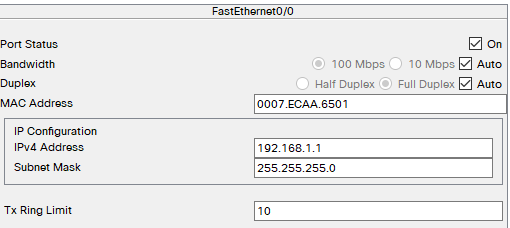 FastEthernet0/0
Port Status On
Bandwidth 100 Mbps 10 Mbps Auto
Duplex Half Duplex Full Duplex Auto
MAC Address 0007.ECAA.6501
IP Configuration
IPv4 Address 192.168.1.1
Subnet Mask 255.255.255.0
Tx Ring Limit 10